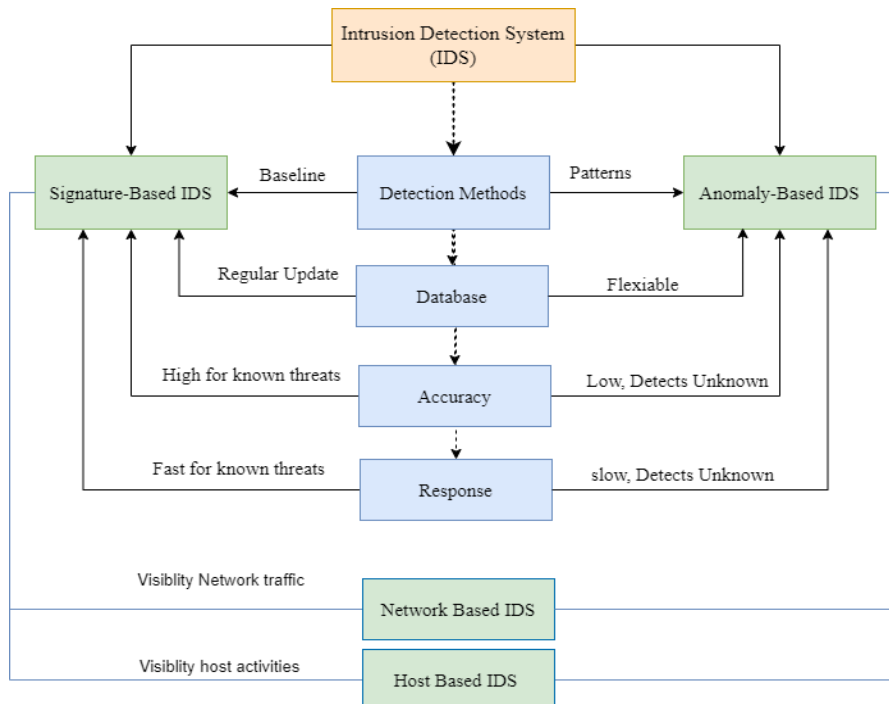 Intrusion Detection System
(IDS)
Signature-Based IDS
Baseline
Detection Methods
Patterns
Anomaly-Based IDS
Regular Update
Database
Flexiable
High for known threats
Accuracy
Low, Detects Unknown
Fast for known threats
Response
slow, Detects Unknown
Visiblity Network traffic
Network Based IDS
Visiblity host activities
Host Based IDS